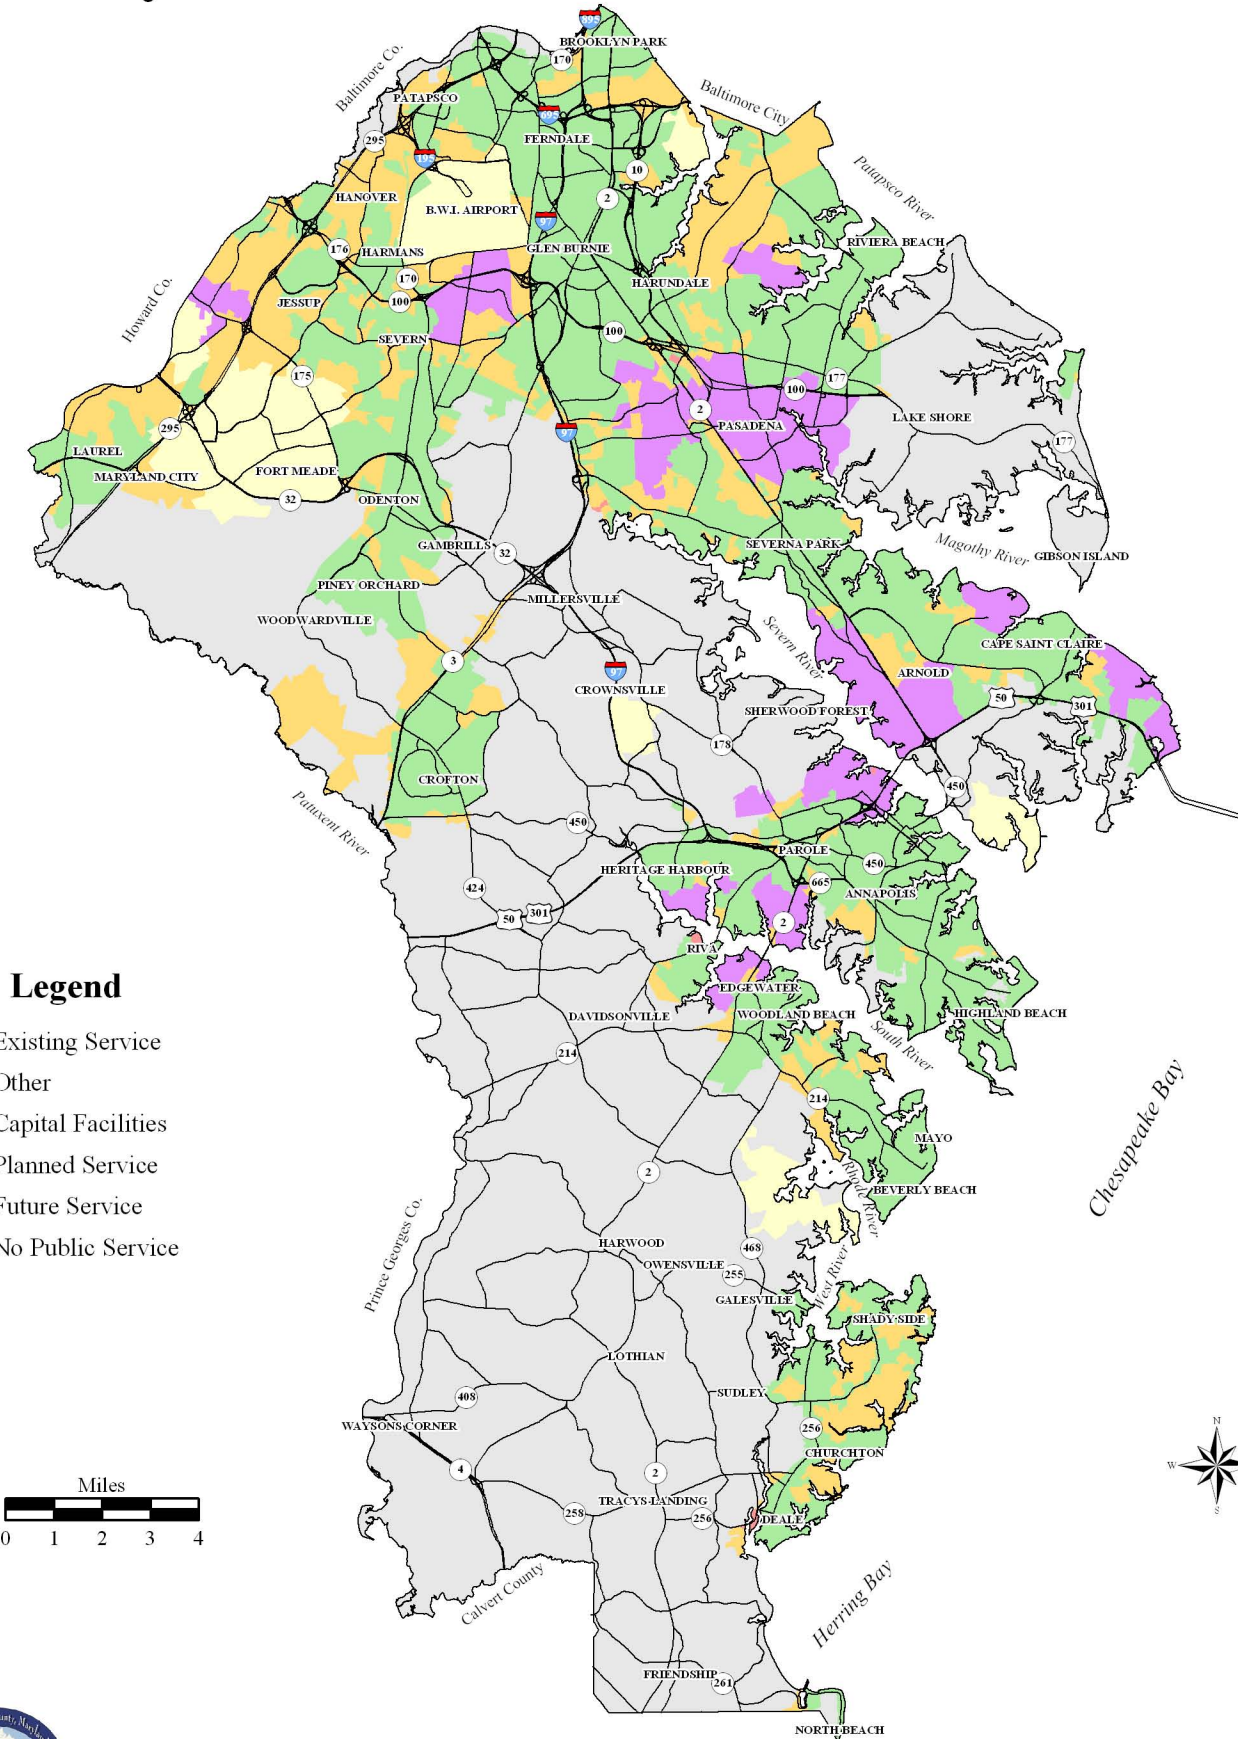 895
BROOKLYN PARK
170
Baltimore Co.
PATAPSCO
Baltimore City
695
295
FERNDALE
195
10
Patapsco River
HANOVER
2
B.W.I. AIRPORT
97
RIVIERA BEACH
176
HARMANS
GLEN BURNIE
170
HARUNDALE
Howard Co.
JESSUP
100
SEVERN
100
175
177
100
2
LAKE SHORE
PASADENA
295
97
177
LAUREL
MARYLAND CITY
FORT MEADE
32
ODENTON
GAMBRILLS
32
SEVERNA PARK
Magothy River
GIBSON ISLAND
PINEY ORCHARD
MILLERSVILLE
WOODWARDVILLE
Severn River
CAPE SAINT CLAIRE
3
97
ARNOLD
CROWNSVILLE
50
301
SHERWOOD FOREST
178
CROFTON
450
Patuxent River
450
PAROLE
450
HERITAGE HARBOUR
665
ANNAPOLIS
424
50
301
2
RIVA
Legend
EDGEWATER
DAVIDSONVILLE
WOODLAND BEACH
HIGHLAND BEACH
South River
Existing Service
214
Other
214
Capital Facilities
Chesapeake Bay
MAYO
Planned Service
2
Rhode River
BEVERLY BEACH
Future Service
No Public Service
Prince Georges Co.
HARWOOD
468
OWENSVILLE
255
West River
GALESVILLE
SHADY SIDE
LOTHIAN
SUDLEY
408
WAYSONS CORNER
256
CHURCHTON
N
W
S
4
2
Miles
0 1 2 3 4
TRACYS LANDING
258
256
DEALE
Calvert County
Herring Bay
FRIENDSHIP
261
NORTH BEACH